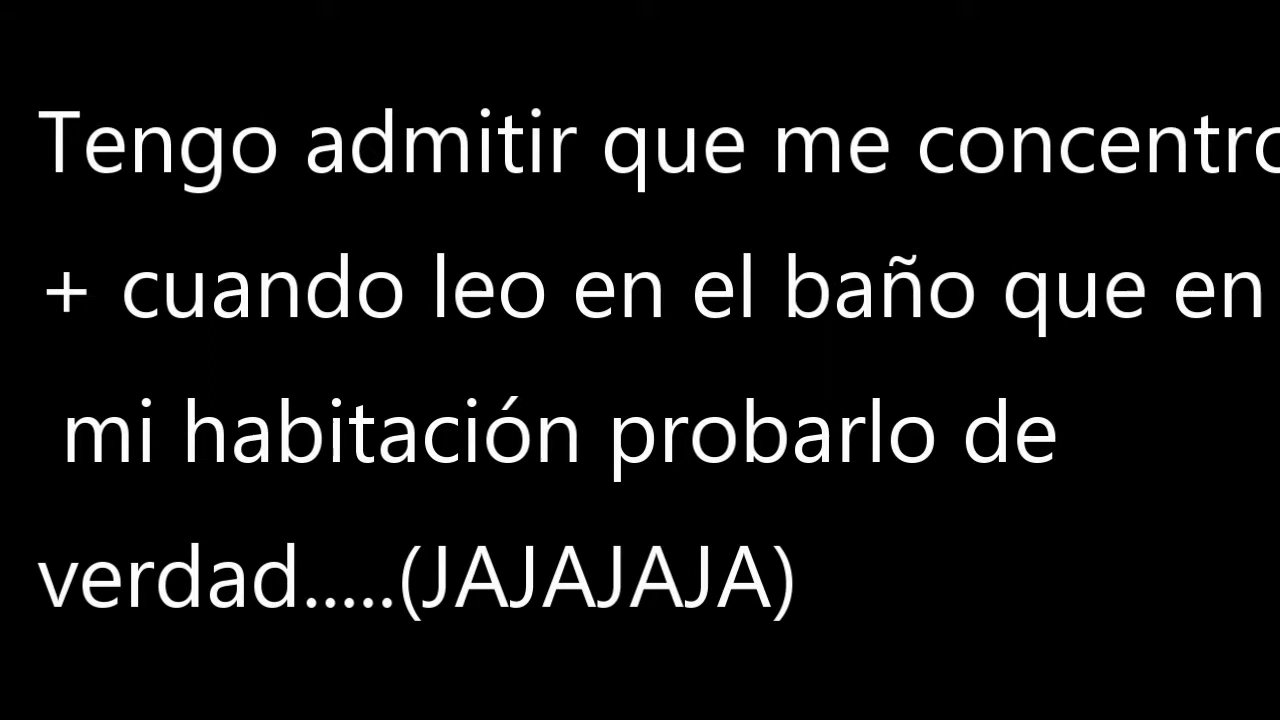 Tengo admitir que me concentro
+ cuando leo en el baño que en
mi habitación probarlo de
verdad.....(JAJAJAJA)